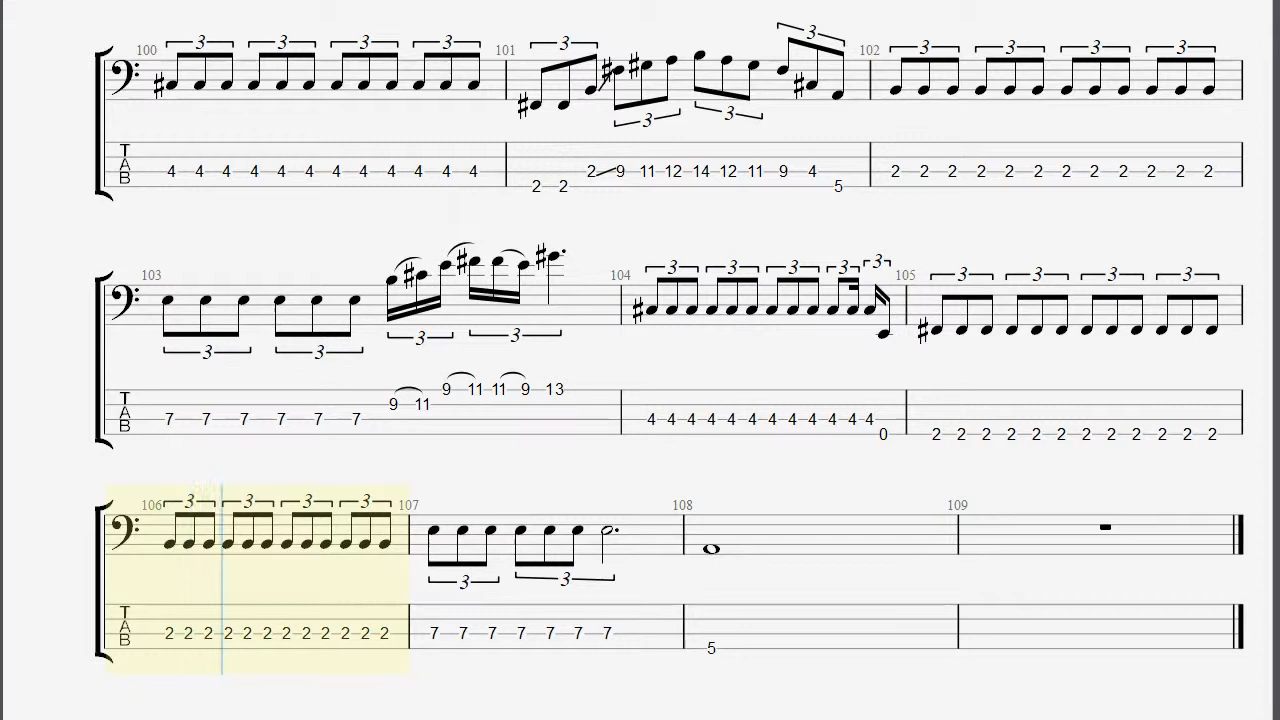 100 3 3 3 3 101 3 3 3 3 102 3 3 3 3
T 4 4 4 4 4 4 4 4 4 4 4 4 2 9 11 12 14 12 11 9 4 2 2 2 2 2 2 2 2 2 2 2 2
A
B 2 2 5
103 3 3 3 3 104 3 3 3 3 3 105 3 3 3 3
9 11 11 9 13
T 9 11
A 7 7 7 7 7 7 4 4 4 4 4 4 4 4 4 4 4 4
B 0 2 2 2 2 2 2 2 2 2 2 2 2
106 3 3 3 3 107 3 3 108 109
T
A 2 2 2 2 2 2 2 2 2 2 2 2 7 7 7 7 7 7 7
B 5